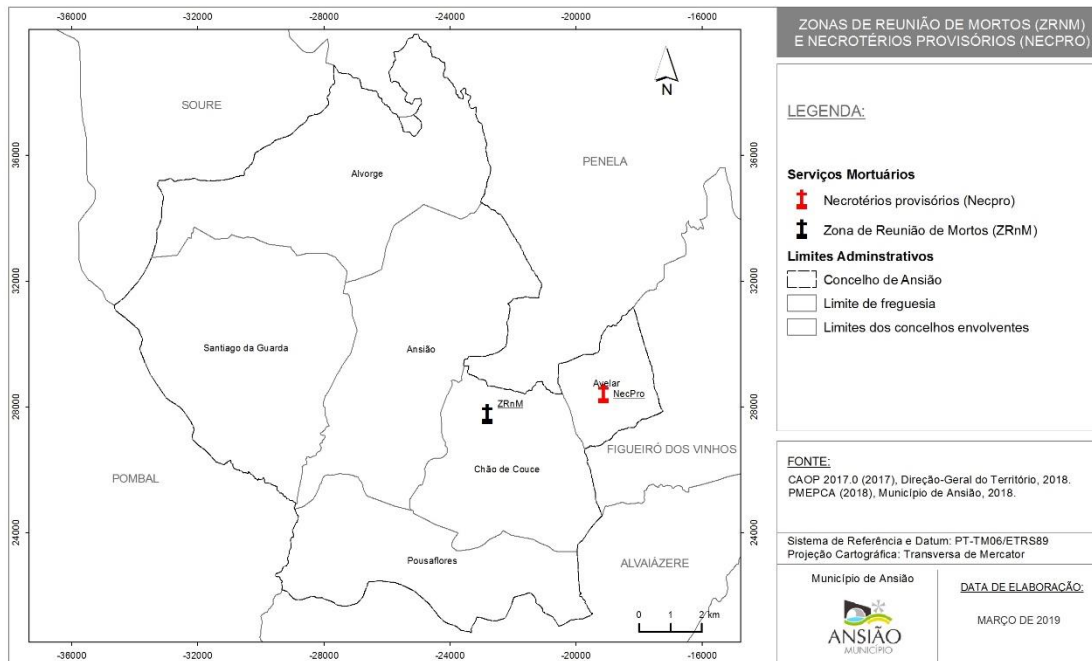 -36000 -32000 -28000 -24000 -20000 -16000
ZONAS DE REUNIÃO DE MORTOS (ZRNM)
E NECROTÉRIOS PROVISÓRIOS (NECPRO)
N
SOURE
LEGENDA:
36000 36000
PENELA
Alvorge
Serviços Mortuários
Necrotérios provisórios (Necpro)
Zona de Reunião de Mortos (ZRnM)
Limites Adminstrativos
Concelho de Ansião
Limite de freguesia
Limites dos concelhos envolventes
32000 32000
Santiago da Guarda
Ansião
Avelar
NecPro
ZRnM
28000 28000
FIGUEIRÓ DOS VINHOS
Chão de Couce
POMBAL
FONTE:
CAOP 2017.0 (2017), Direção-Geral do Território, 2018.
PMEPCA (2018), Município de Ansião, 2018.
24000 24000
Pousaflores
ALVAIÁZERE
Sistema de Referência e Datum: PT-TM06/ETRS89
Projeção Cartográfica: Transversa de Mercator
0 1 2 km
Município de Ansião
ANSIÃO
MUNICÍPIO
DATA DE ELABORAÇÃO:
MARÇO DE 2019
-36000 -32000 -28000 -24000 -20000 -16000